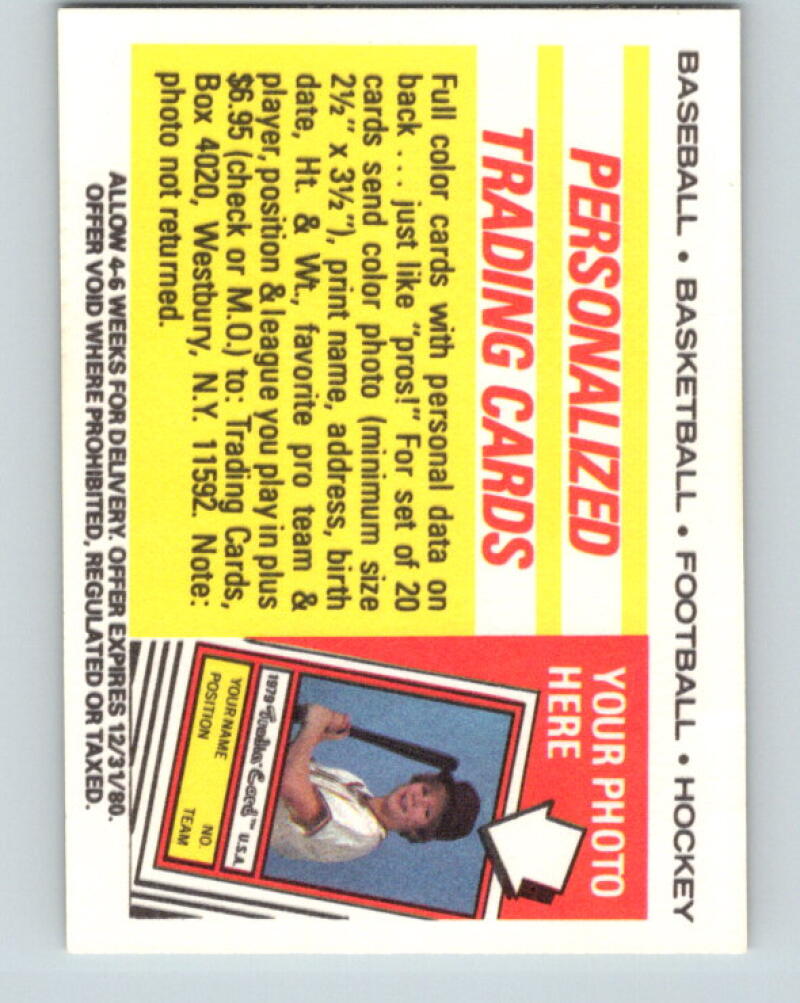 BASEBALL • BASKETBALL • FOOTBALL • HOCKEY
PERSONALIZED
TRADING CARDS
Full color cards with personal data on
back . . . just like "pros!" For set of 20
cards send color photo (minimum size
2½" x 3½"), print name, address, birth
date, Ht. & Wt., favorite pro team &
player, position & league you play in plus
$6.95 (check or M.O.) to: Trading Cards,
Box 4020, Westbury, N.Y. 11592. Note:
photo not returned.
YOUR PHOTO
HERE
1979 Tradin' Card™ U.S.A.
YOUR NAME NO.
POSITION TEAM
ALLOW 4-6 WEEKS FOR DELIVERY. OFFER EXPIRES 12/31/80.
OFFER VOID WHERE PROHIBITED, REGULATED OR TAXED.